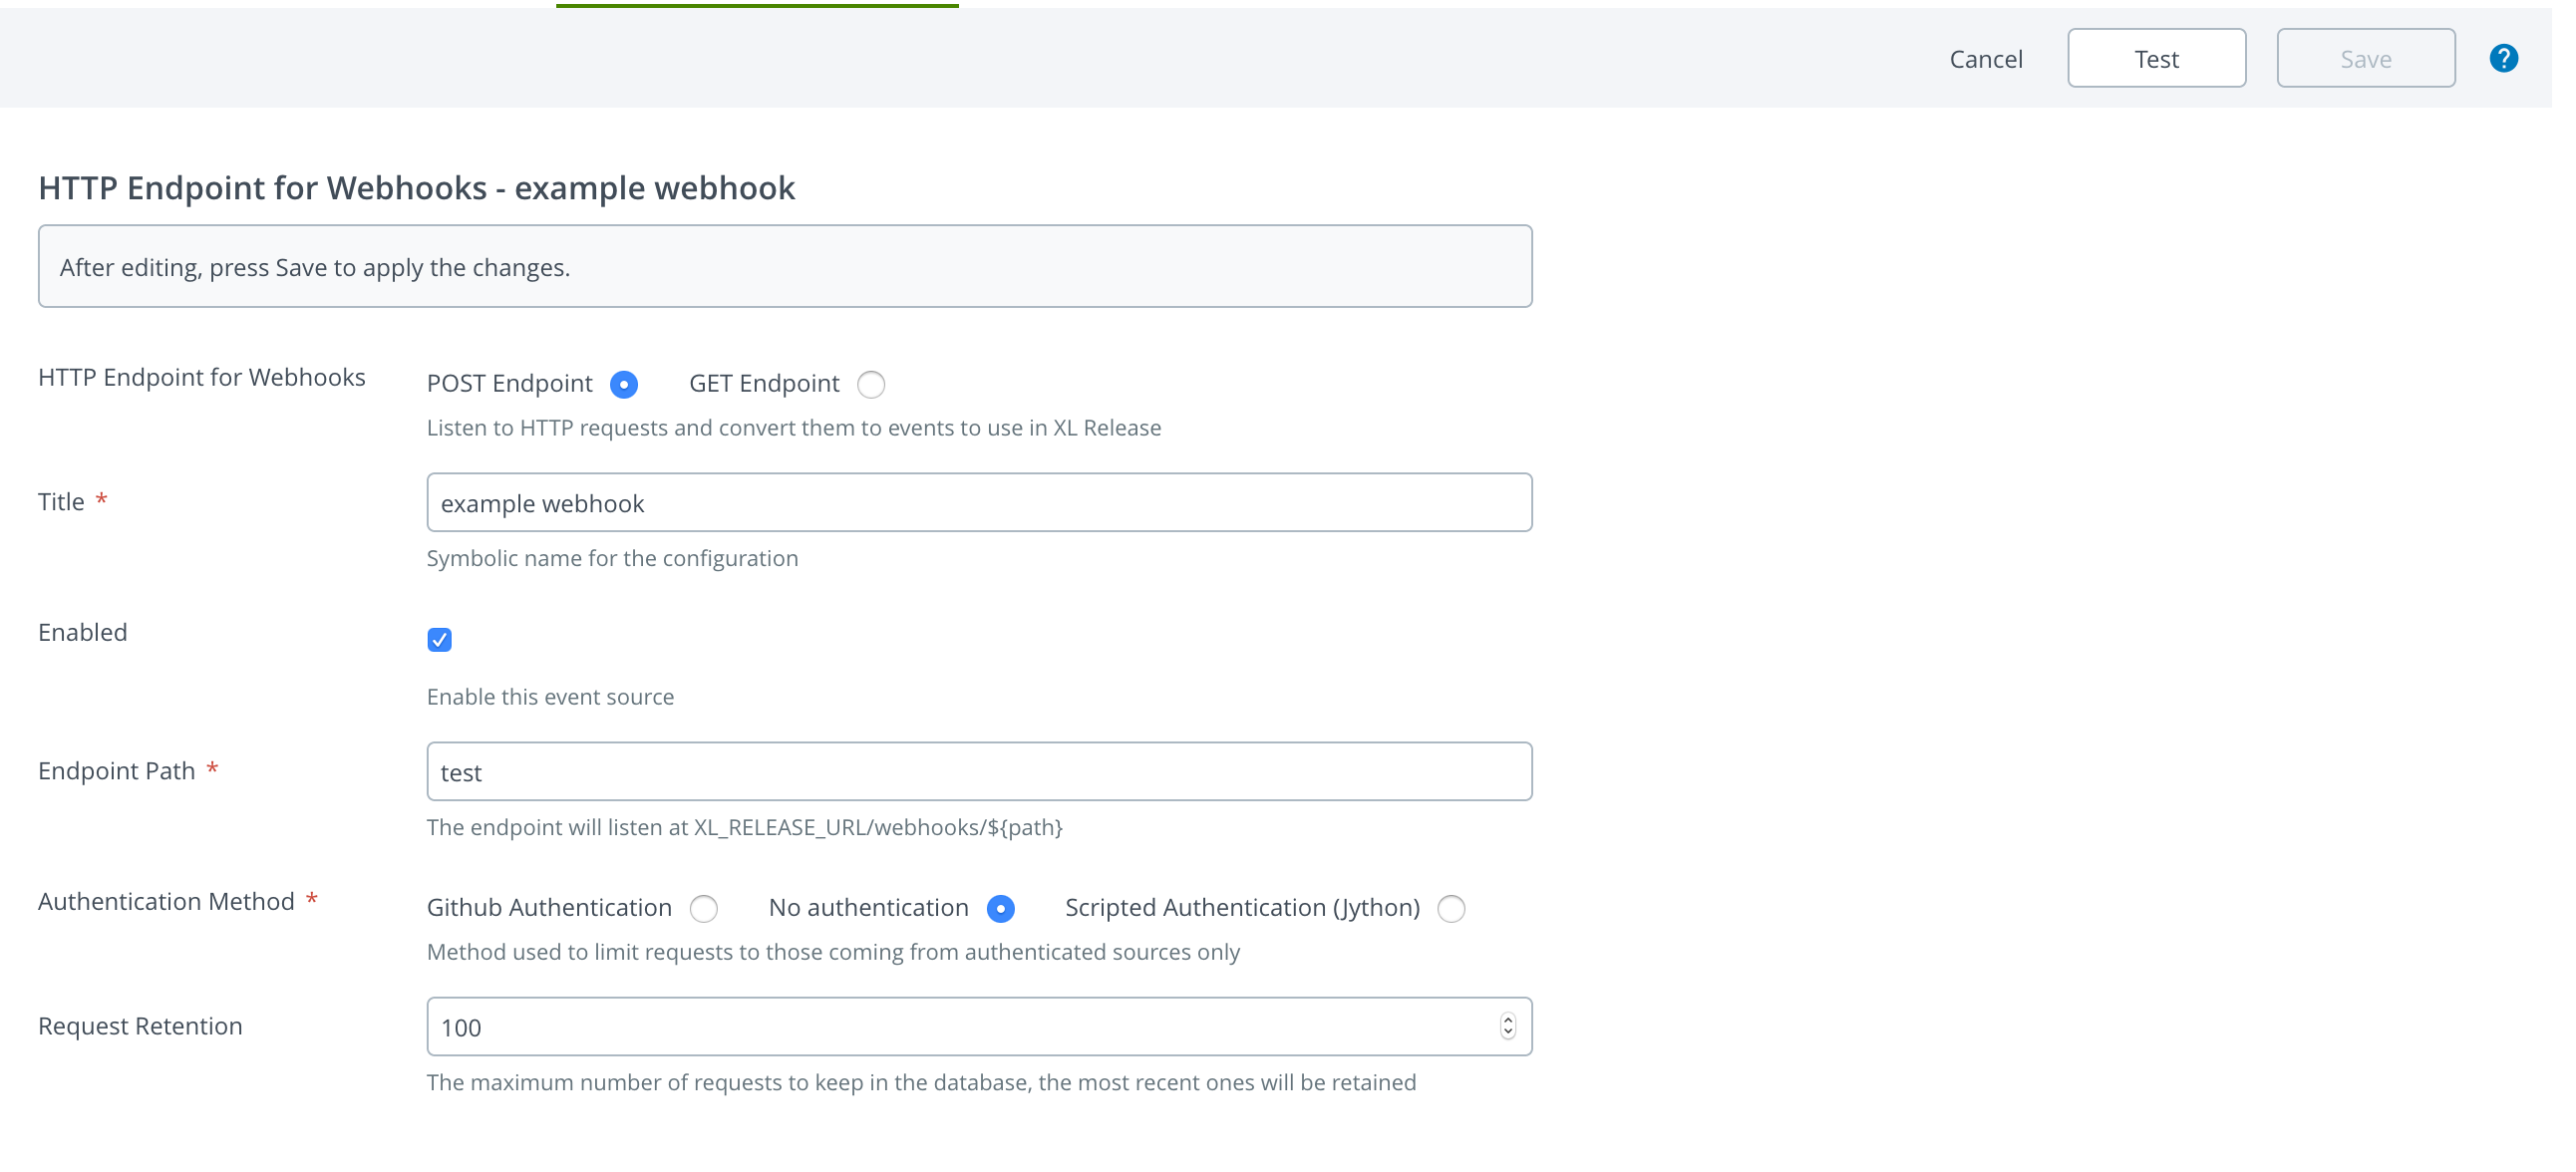 Cancel Test Save ?
HTTP Endpoint for Webhooks - example webhook
After editing, press Save to apply the changes.
HTTP Endpoint for Webhooks POST Endpoint GET Endpoint
Listen to HTTP requests and convert them to events to use in XL Release
Title * example webhook
Symbolic name for the configuration
Enabled
Enable this event source
Endpoint Path * test
The endpoint will listen at XL_RELEASE_URL/webhooks/${path}
Authentication Method * Github Authentication No authentication Scripted Authentication (Jython)
Method used to limit requests to those coming from authenticated sources only
Request Retention 100
The maximum number of requests to keep in the database, the most recent ones will be retained